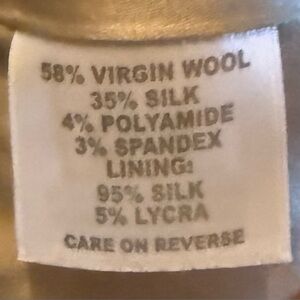 58% VIRGIN WOOL
35% SILK
4% POLYAMIDE
3% SPANDEX
LINING:
95% SILK
5% LYCRA
CARE ON REVERSE